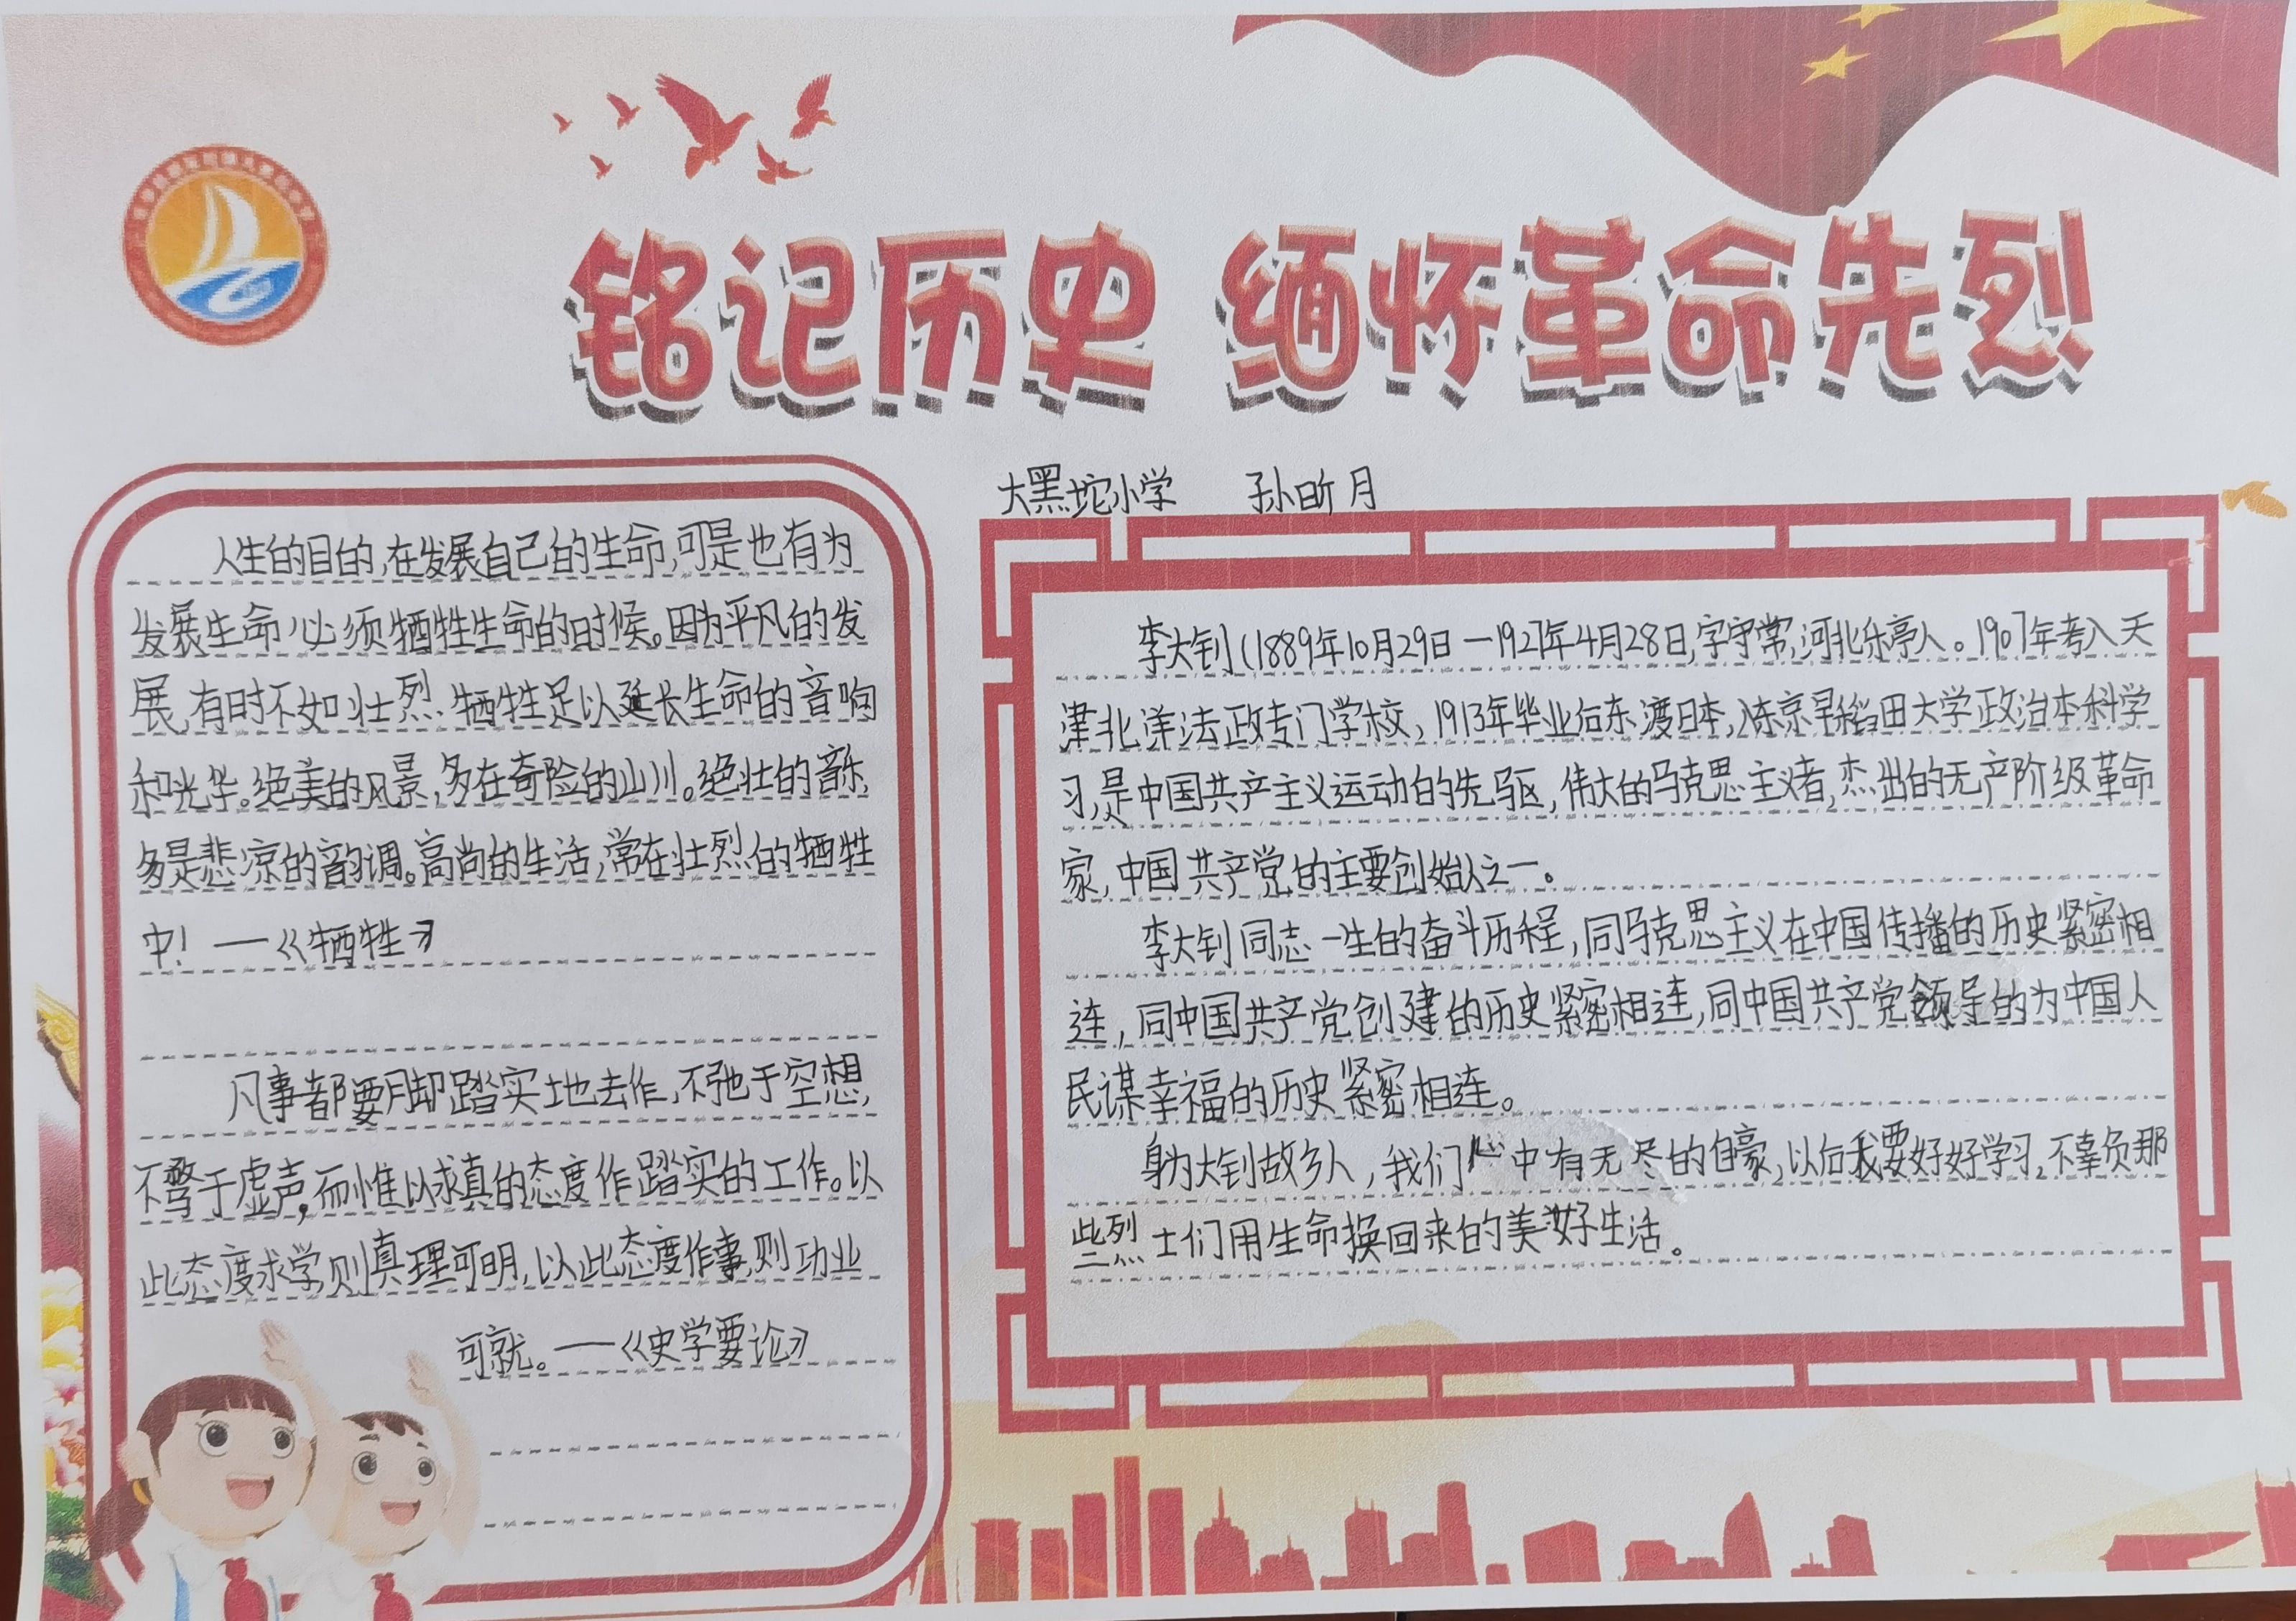 铭记历史 缅怀革命先烈
大黑坨小学 孙昕月
人生的目的,在发展自己的生命,可是也有为
发展生命必须牺牲生命的时候。因为平凡的发
展,有时不如壮烈牺牲足以延长生命的音响
和光华。绝美的风景,多在奇险的山川。绝壮的音乐,
多是悲凉的韵调。高尚的生活,常在壮烈的牺牲
中!——《牺牲》
凡事都要脚踏实地去作,不驰于空想,
不骛于虚声,而惟以求真的态度作踏实的工作。以
此态度求学,则真理可明,以此态度作事,则功业
可就。——《史学要论》
李大钊(1889年10月29日—1927年4月28日,字守常,河北乐亭人。1907年考入天
津北洋法政专门学校,1913年毕业后东渡日本,入东京早稻田大学政治本科学
习,是中国共产主义运动的先驱,伟大的马克思主义者,杰出的无产阶级革命
家,中国共产党的主要创始人之一。
李大钊同志一生的奋斗历程,同马克思主义在中国传播的历史紧密相
连,同中国共产党创建的历史紧密相连,同中国共产党领导的为中国人
民谋幸福的历史紧密相连。
身为大钊故乡人,我们心中有无尽的自豪,以后我要好好学习,不辜负那
些烈士们用生命换回来的美好生活。